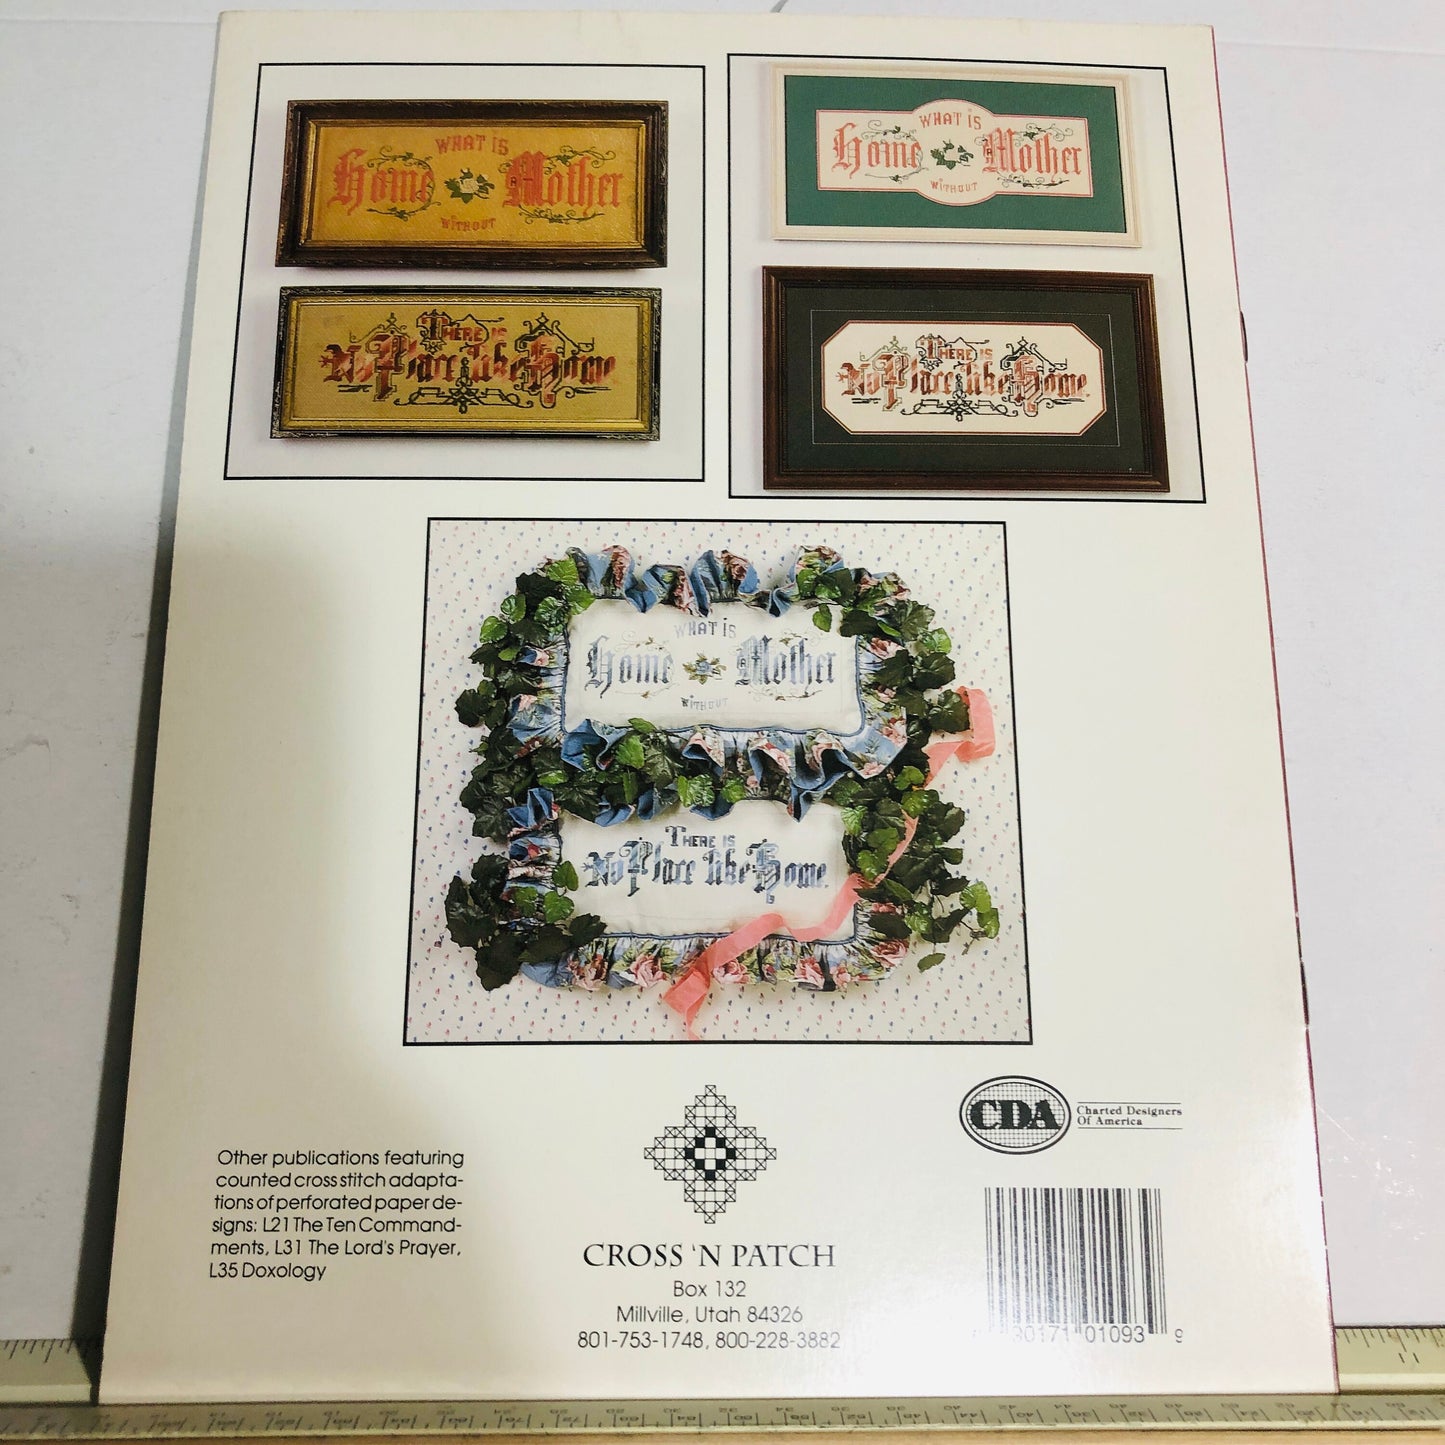 WHAT IS
Home a Mother
WITHOUT
THERE IS
No Place like Home
WHAT IS
Home a Mother
WITHOUT
THERE IS
No Place like Home.
WHAT IS
Home a Mother
WITHOUT
THERE IS
No Place like Home.
Other publications featuring
counted cross stitch adapta-
tions of perforated paper de-
signs: L21 The Ten Command-
ments, L31 The Lord's Prayer,
L35 Doxology
CROSS 'N PATCH
Box 132
Millville, Utah 84326
801-753-1748, 800-228-3882
CDA
Charted Designers
Of America
30171 01093 9